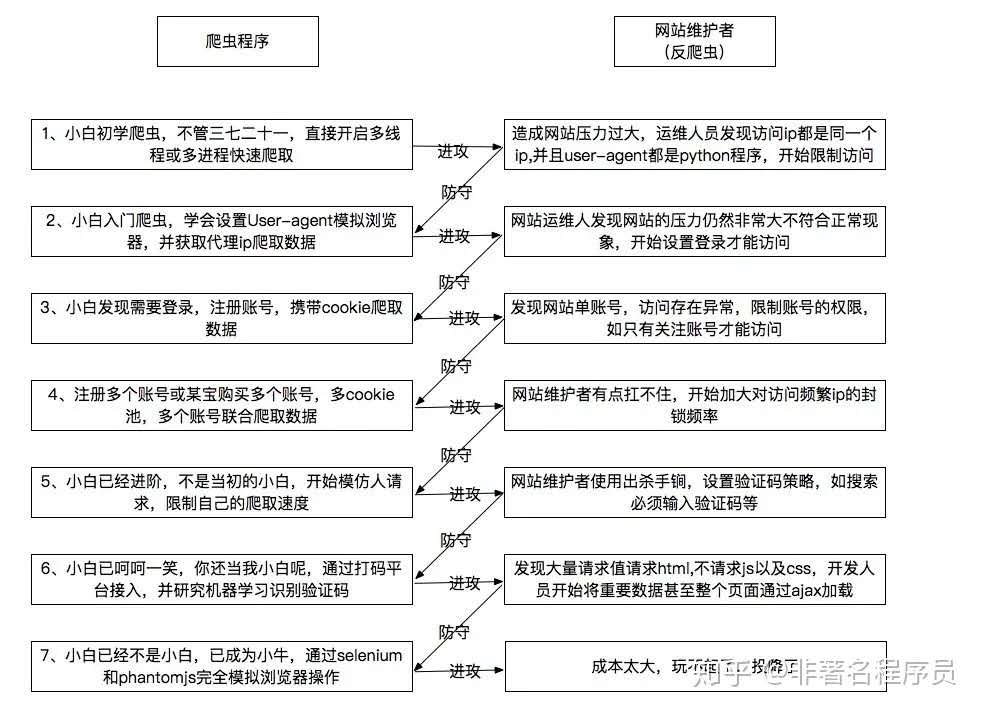 爬虫程序
网站维护者
（反爬虫）
1、小白初学爬虫，不管三七二十一，直接开启多线
程或多进程快速爬取
进攻
造成网站压力过大，运维人员发现访问ip都是同一个
ip,并且user-agent都是python程序，开始限制访问
防守
2、小白入门爬虫，学会设置User-agent模拟浏览
器，并获取代理ip爬取数据
进攻
网站运维人发现网站的压力仍然非常大不符合正常现
象，开始设置登录才能访问
防守
3、小白发现需要登录，注册账号，携带cookie爬取
数据
进攻
发现网站单账号，访问存在异常，限制账号的权限，
如只有关注账号才能访问
防守
4、注册多个账号或某宝购买多个账号，多cookie
池，多个账号联合爬取数据
进攻
网站维护者有点扛不住，开始加大对访问频繁ip的封
锁频率
防守
5、小白已经进阶，不是当初的小白，开始模仿人请
求，限制自己的爬取速度
进攻
网站维护者使用出杀手锏，设置验证码策略，如搜索
必须输入验证码等
防守
6、小白已呵呵一笑，你还当我小白呢，通过打码平
台接入，并研究机器学习识别验证码
进攻
发现大量请求值请求html,不请求js以及css，开发人
员开始将重要数据甚至整个页面通过ajax加载
防守
7、小白已经不是小白，已成为小牛，通过selenium
和phantomjs完全模拟浏览器操作
进攻
成本太大，玩不起了，投降了
知乎 @非著名程序员